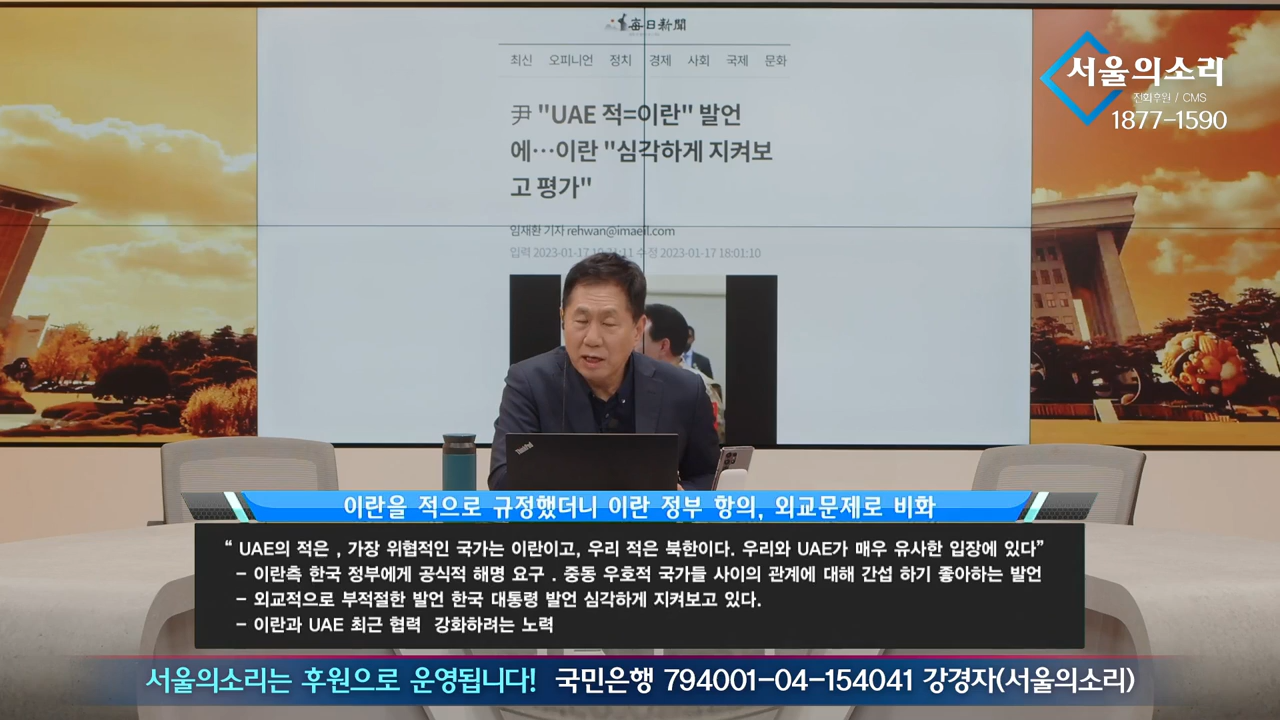 每日新聞
최신 오피니언 정치 경제 사회 국제 문화
尹 "UAE 적=이란" 발언
에…이란 "심각하게 지켜보
고 평가"
임재환 기자 rehwan@imaeil.com
입력 2023-01-17 수정 2023-01-17 18:01:10
서울의소리
전화후원 / CMS
1877-1590
ThinkPad
이란을 적으로 규정했더니 이란 정부 항의, 외교문제로 비화
“ UAE의 적은 , 가장 위협적인 국가는 이란이고, 우리 적은 북한이다. 우리와 UAE가 매우 유사한 입장에 있다”
- 이란측 한국 정부에게 공식적 해명 요구 . 중동 우호적 국가들 사이의 관계에 대해 간섭 하기 좋아하는 발언
- 외교적으로 부적절한 발언 한국 대통령 발언 심각하게 지켜보고 있다.
- 이란과 UAE 최근 협력 강화하려는 노력
서울의소리는 후원으로 운영됩니다! 국민은행 794001-04-154041 강경자(서울의소리)